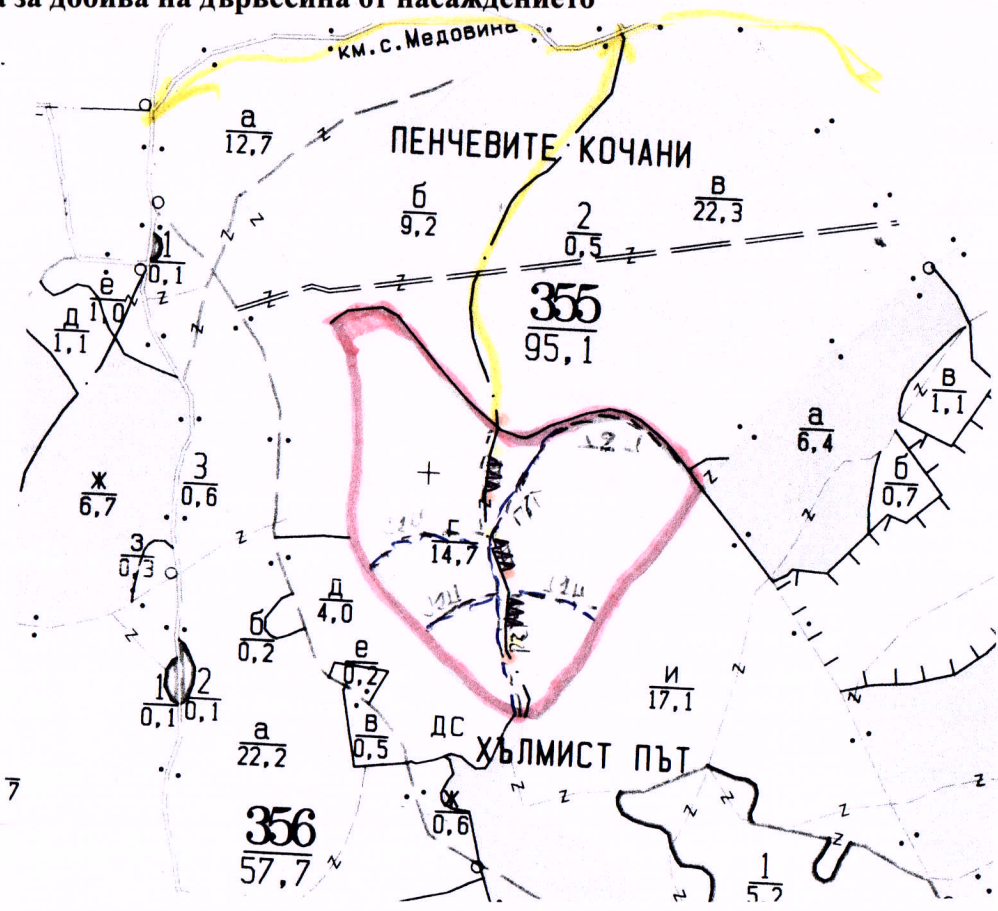 за добива на дървесина от насаждението
км.с.Медовина
а
12,7
ПЕНЧЕВИТЕ КОЧАНИ
б
9,2
2
0,5
в
22,3
1
0,1
е
1,0
д
1,1
355
95,1
в
1,1
а
6,4
б
0,7
ж
6,7
3
0,6
14,7
з
0,3
д
4,0
б
0,2
е
0,2
и
17,1
1
0,1
2
0,1
а
22,2
в
0,5
ДС
ХЪЛМИСТ ПЪТ
7
ж
0,6
356
57,7
1
5,2